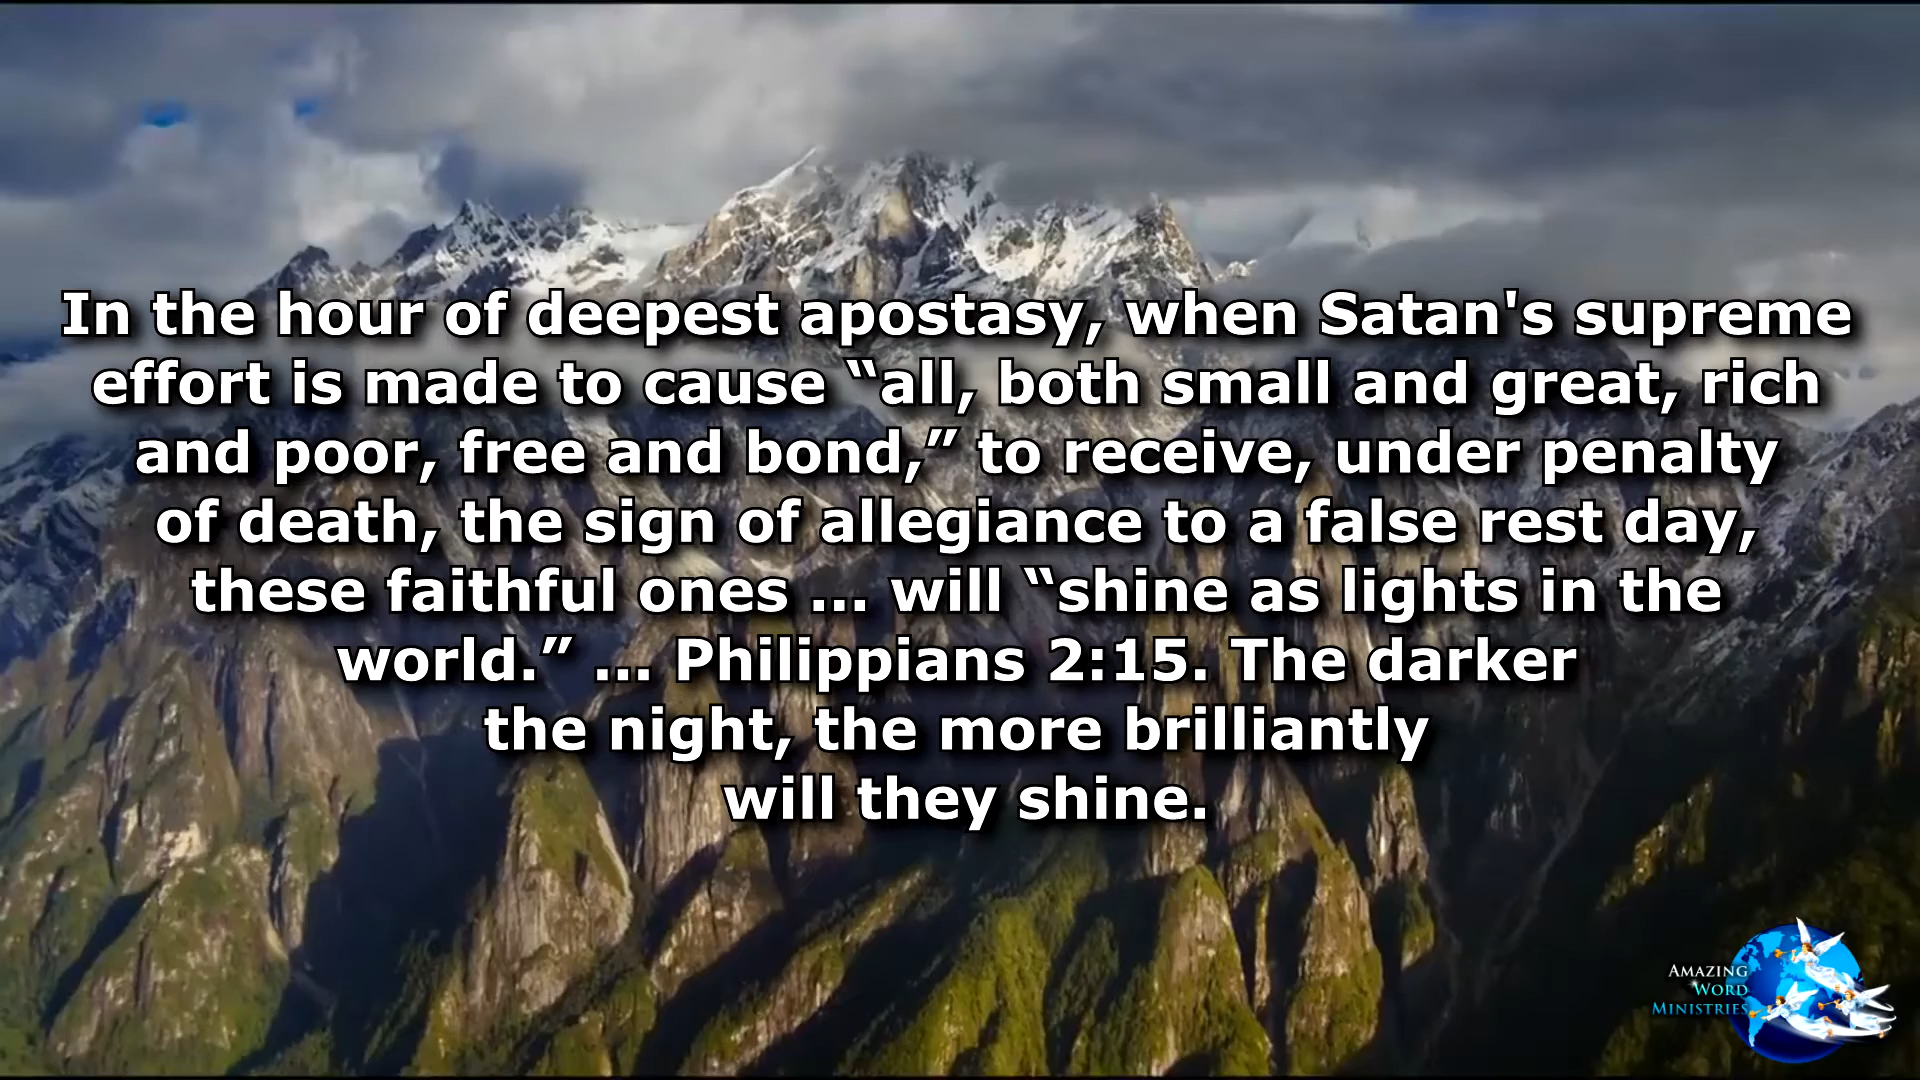 In the hour of deepest apostasy, when Satan's supreme
effort is made to cause “all, both small and great, rich
and poor, free and bond,” to receive, under penalty
of death, the sign of allegiance to a false rest day,
these faithful ones ... will “shine as lights in the
world.” ... Philippians 2:15. The darker
the night, the more brilliantly
will they shine.
Amazing
Word
Ministries